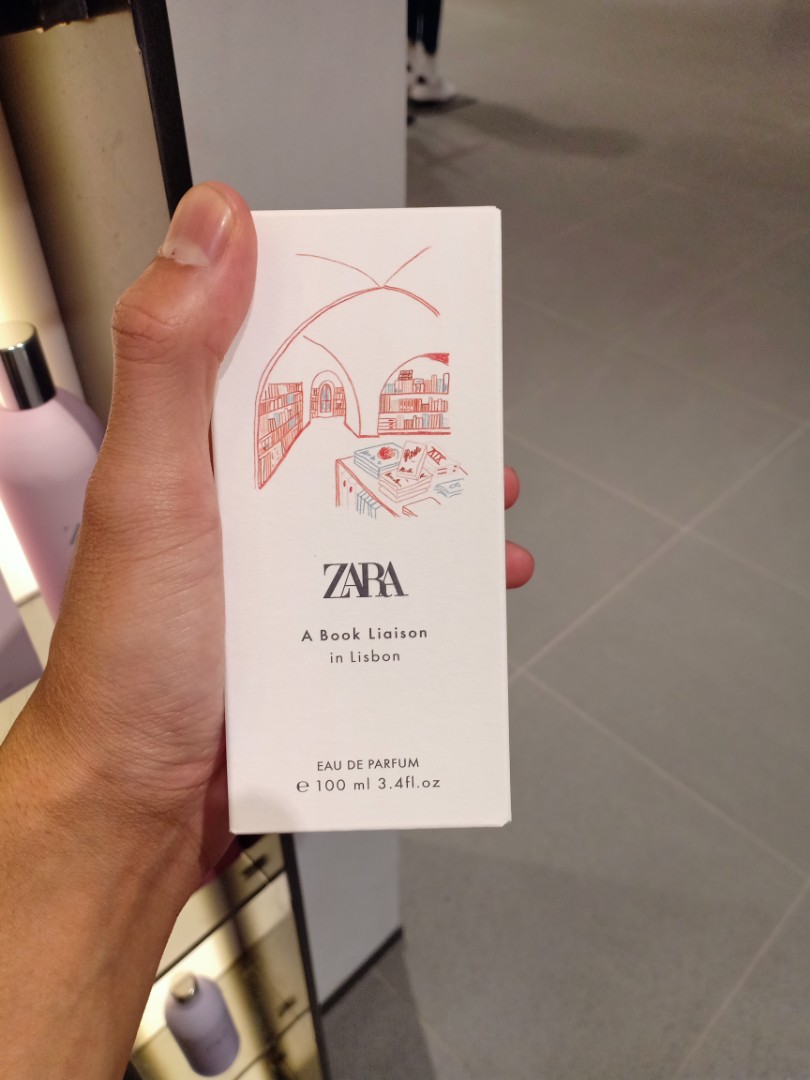 ZARA
A Book Liaison
in Lisbon
EAU DE PARFUM
℮ 100 ml 3.4fl.oz